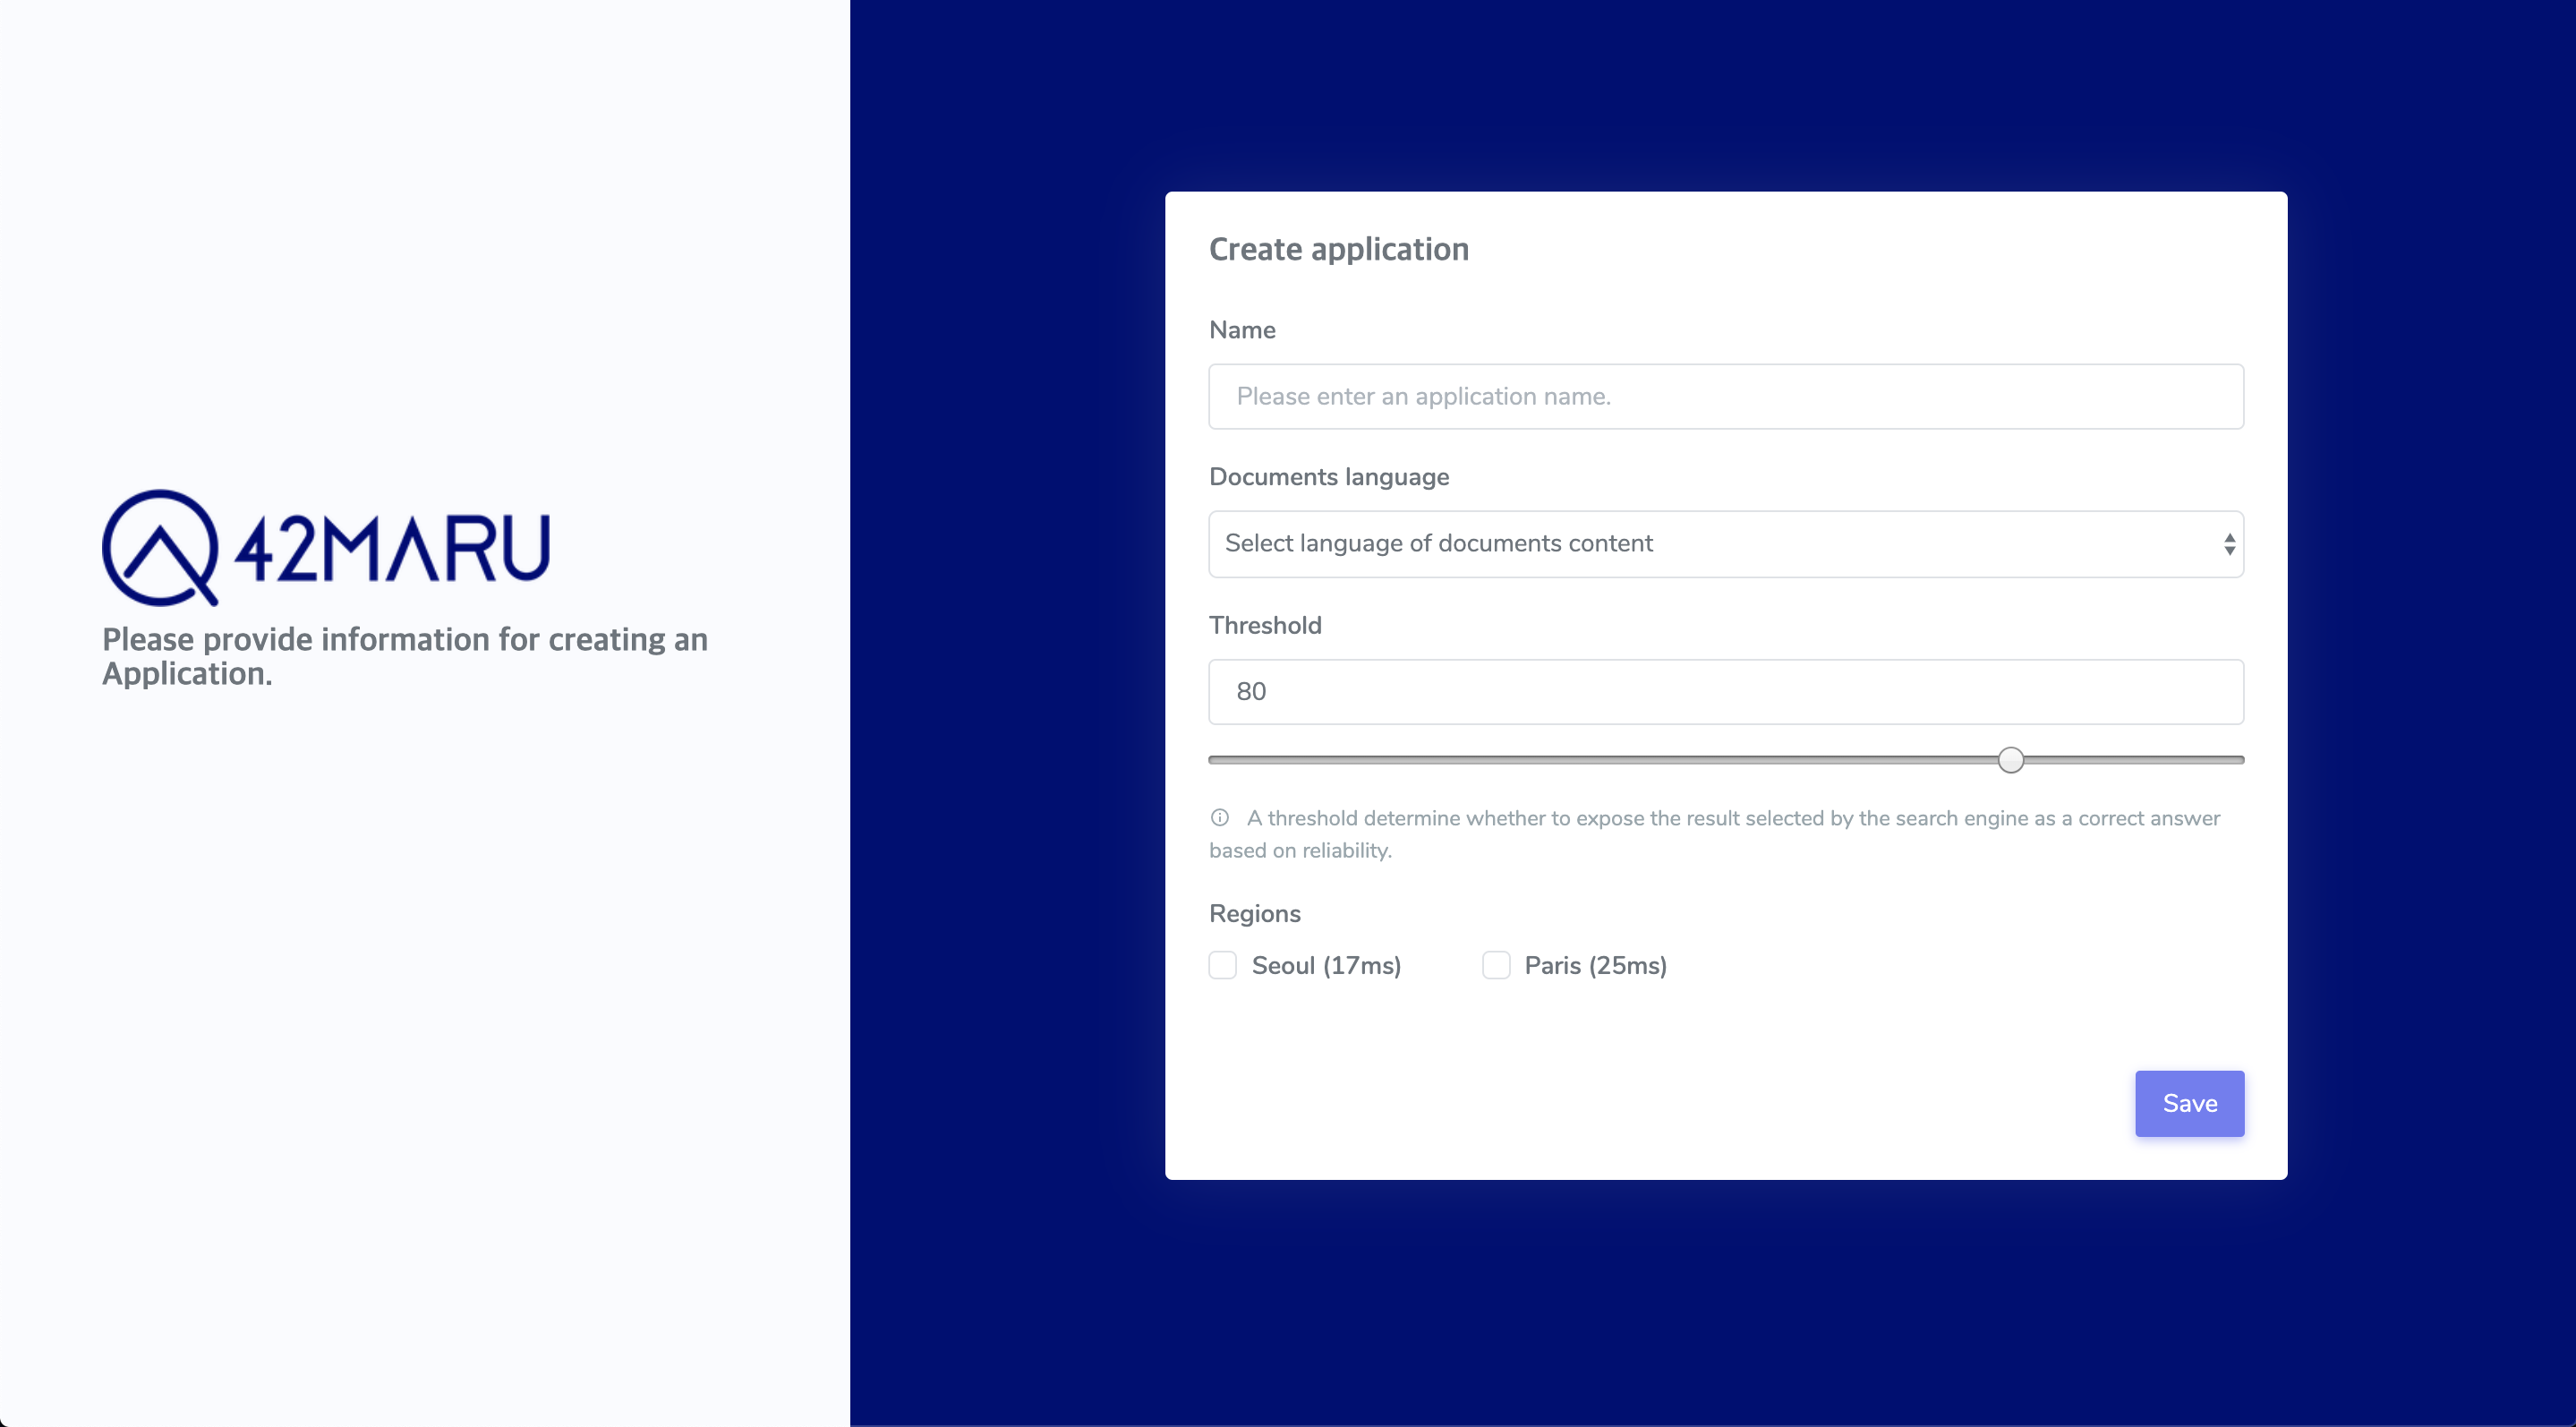 42MARU
Please provide information for creating an
Application.
Create application
Name
Please enter an application name.
Documents language
Select language of documents content
Threshold
80
A threshold determine whether to expose the result selected by the search engine as a correct answer
based on reliability.
Regions
Seoul (17ms)
Paris (25ms)
Save